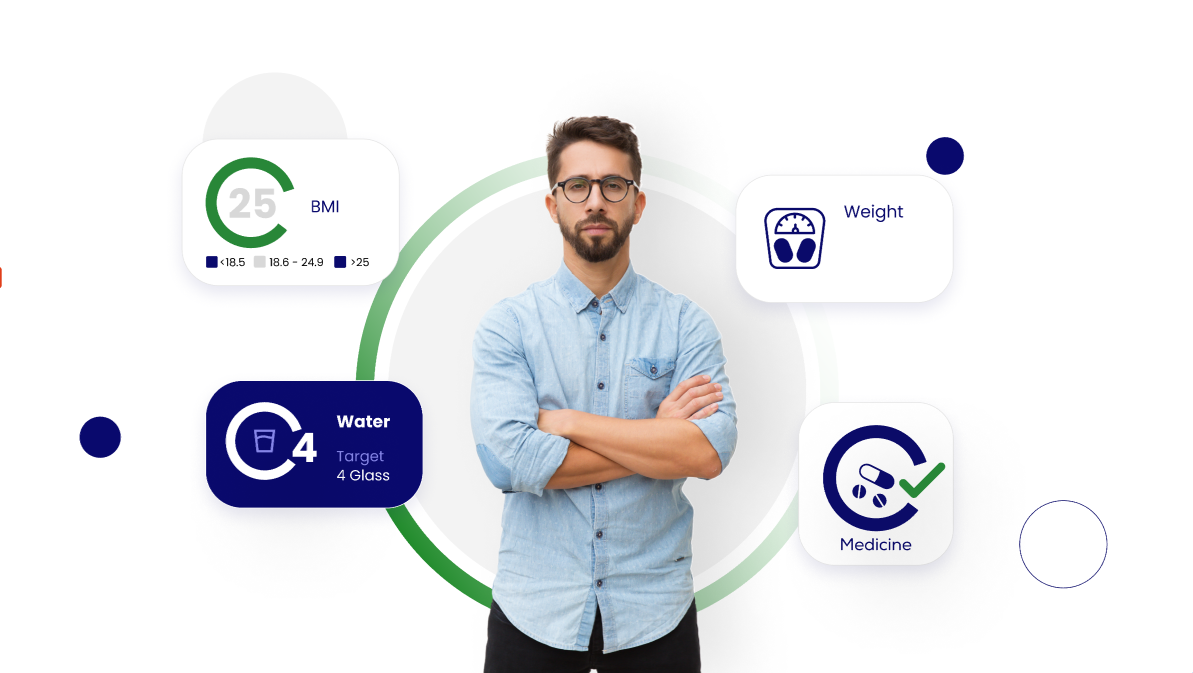 25
BMI
<18.5 18.6 - 24.9 >25
Weight
4
Water
Target
4 Glass
Medicine